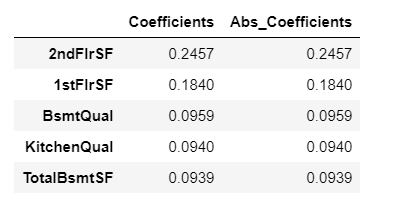 Coefficients Abs_Coefficients
2ndFlrSF 0.2457 0.2457
1stFlrSF 0.1840 0.1840
BsmtQual 0.0959 0.0959
KitchenQual 0.0940 0.0940
TotalBsmtSF 0.0939 0.0939